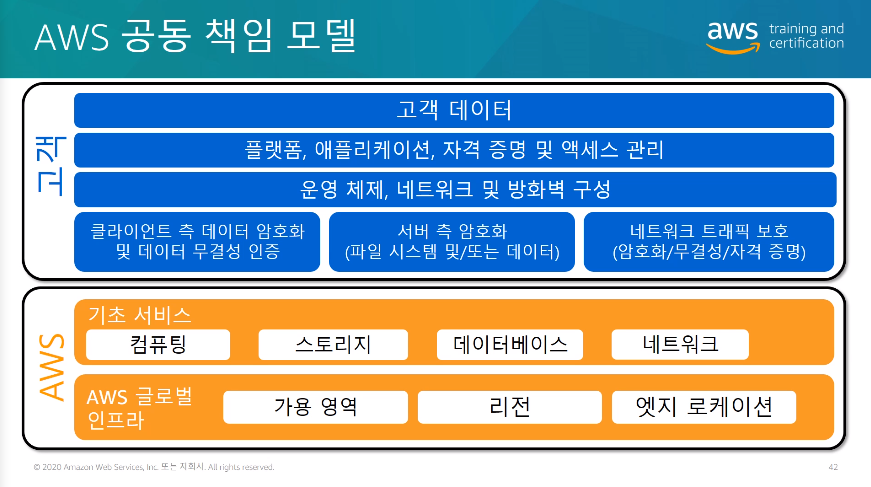 AWS 공동 책임 모델
aws training and
certification
고객
고객 데이터
플랫폼, 애플리케이션, 자격 증명 및 액세스 관리
운영 체제, 네트워크 및 방화벽 구성
클라이언트 측 데이터 암호화
및 데이터 무결성 인증
서버 측 암호화
(파일 시스템 및/또는 데이터)
네트워크 트래픽 보호
(암호화/무결성/자격 증명)
AWS
기초 서비스
컴퓨팅
스토리지
데이터베이스
네트워크
AWS 글로벌
인프라
가용 영역
리전
엣지 로케이션
© 2020 Amazon Web Services, Inc. 또는 자회사. All rights reserved.
42